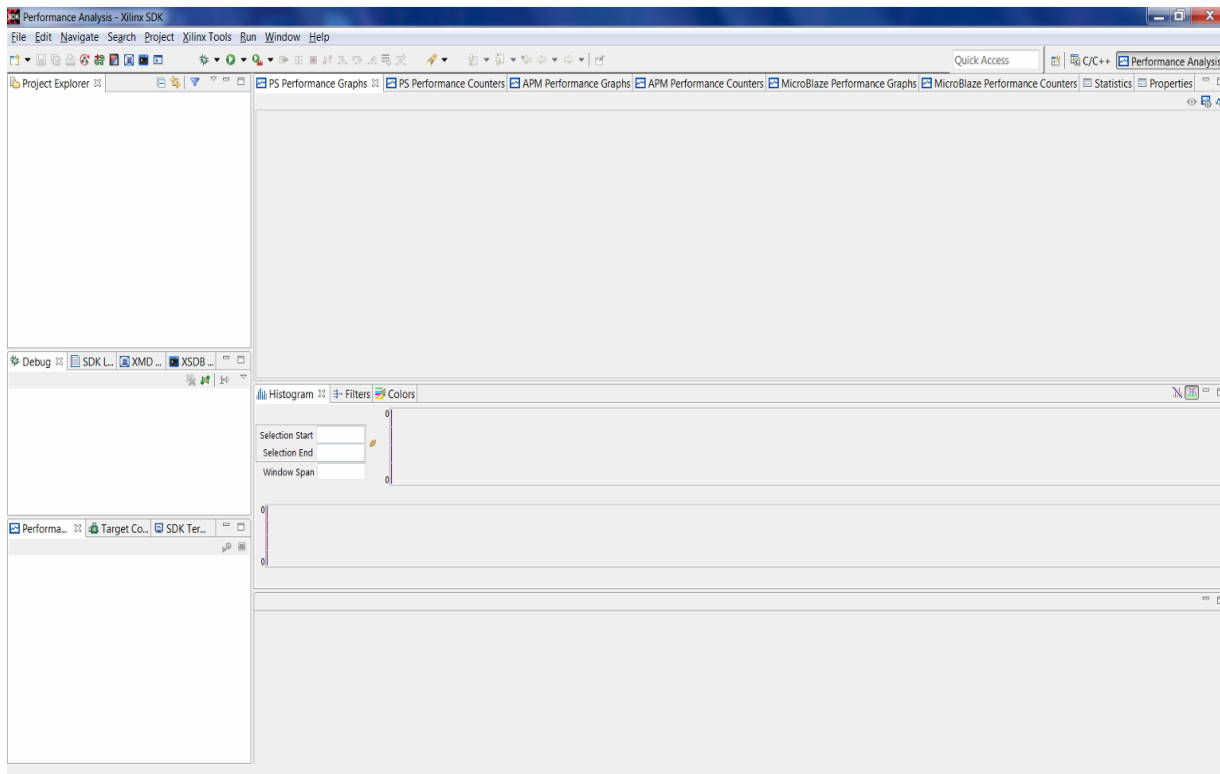 SDK Performance Analysis - Xilinx SDK
File Edit Navigate Search Project Xilinx Tools Run Window Help
Quick Access C/C++ Performance Analysis
Project Explorer
PS Performance Graphs PS Performance Counters APM Performance Graphs APM Performance Counters MicroBlaze Performance Graphs MicroBlaze Performance Counters Statistics Properties
Debug SDK L... XMD ... XSDB ...
Histogram Filters Colors
0
Selection Start
Selection End
Window Span
0
0
Performa... Target Co... SDK Ter...
0